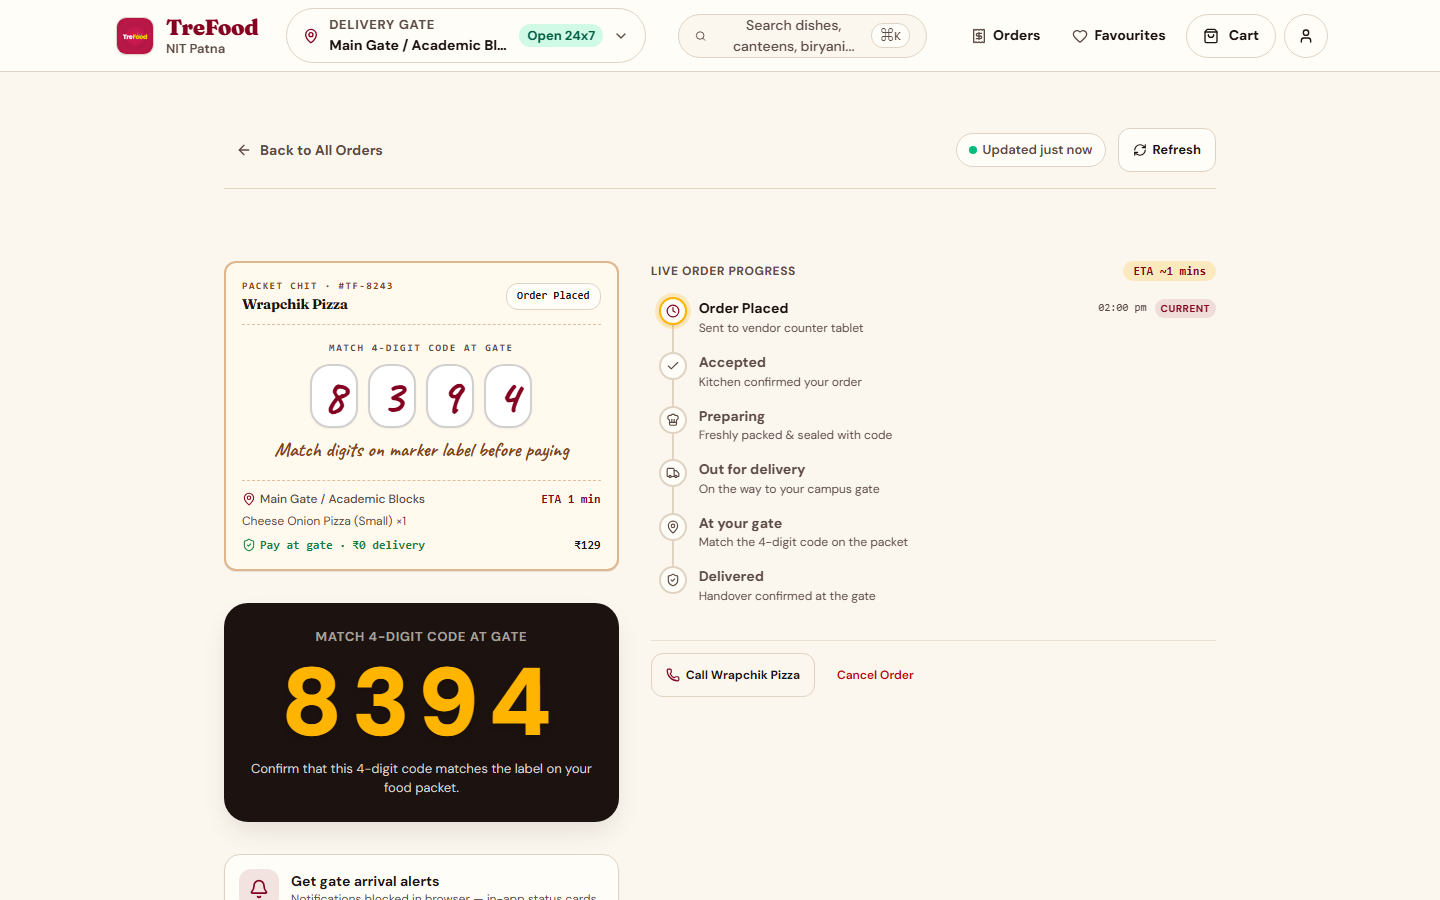 TreFood
TreFood
NIT Patna
DELIVERY GATE
Main Gate / Academic Bl...
Open 24x7
Search dishes,
canteens, biryani...
⌘K
Orders
Favourites
Cart
Back to All Orders
Updated just now
Refresh
PACKET CHIT · #TF-8243
Wrapchik Pizza
Order Placed
MATCH 4-DIGIT CODE AT GATE
8 3 9 4
Match digits on marker label before paying
Main Gate / Academic Blocks
ETA 1 min
Cheese Onion Pizza (Small) ×1
Pay at gate · ₹0 delivery
₹129
MATCH 4-DIGIT CODE AT GATE
8394
Confirm that this 4-digit code matches the label on your
food packet.
Get gate arrival alerts
Notifications blocked in browser — in-app status cards
LIVE ORDER PROGRESS
ETA ~1 mins
Order Placed
02:00 pm
CURRENT
Sent to vendor counter tablet
Accepted
Kitchen confirmed your order
Preparing
Freshly packed & sealed with code
Out for delivery
On the way to your campus gate
At your gate
Match the 4-digit code on the packet
Delivered
Handover confirmed at the gate
Call Wrapchik Pizza
Cancel Order